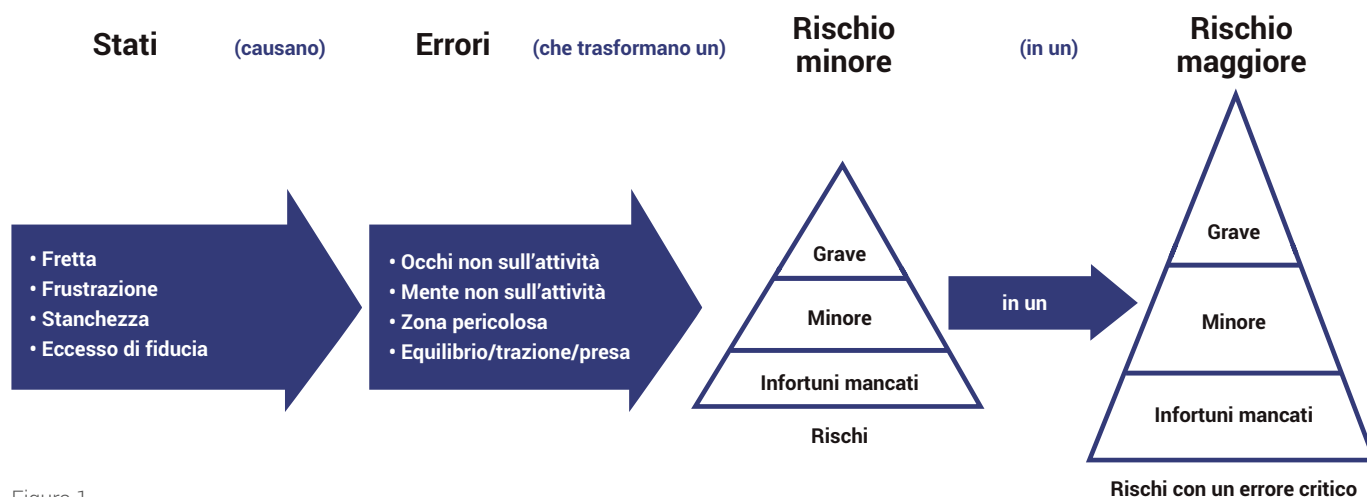 Stati
(causano)
Errori
(che trasformano un)
Rischio
minore
(in un)
Rischio
maggiore
• Fretta
• Frustrazione
• Stanchezza
• Eccesso di fiducia
• Occhi non sull’attività
• Mente non sull’attività
• Zona pericolosa
• Equilibrio/trazione/presa
Grave
Minore
Infortuni mancati
Rischi
in un
Grave
Minore
Infortuni mancati
Rischi con un errore critico
Figure 1